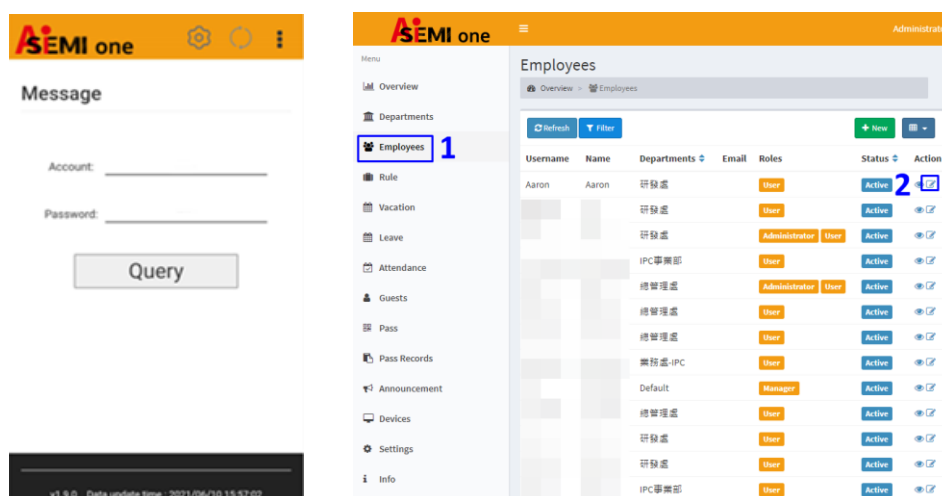 ASEMI one
Message
Account:
Password:
Query
v1.9.0 Data update time : 2021/06/10 15:57:02
ASEMI one
Administrato
Menu
Overview
Departments
Employees 1
Rule
Vacation
Leave
Attendance
Guests
Pass
Pass Records
Announcement
Devices
Settings
Info
Employees
Overview > Employees
Refresh Filter New
Username Name Departments Email Roles Status Action
Aaron Aaron 研發處 User Active 2
研發處 User Active
研發處 Administrator User Active
IPC事業部 User Active
總管理處 Administrator User Active
總管理處 User Active
總管理處 User Active
業務處-IPC User Active
Default Manager Active
總管理處 User Active
研發處 User Active
研發處 User Active
IPC事業部 User Active